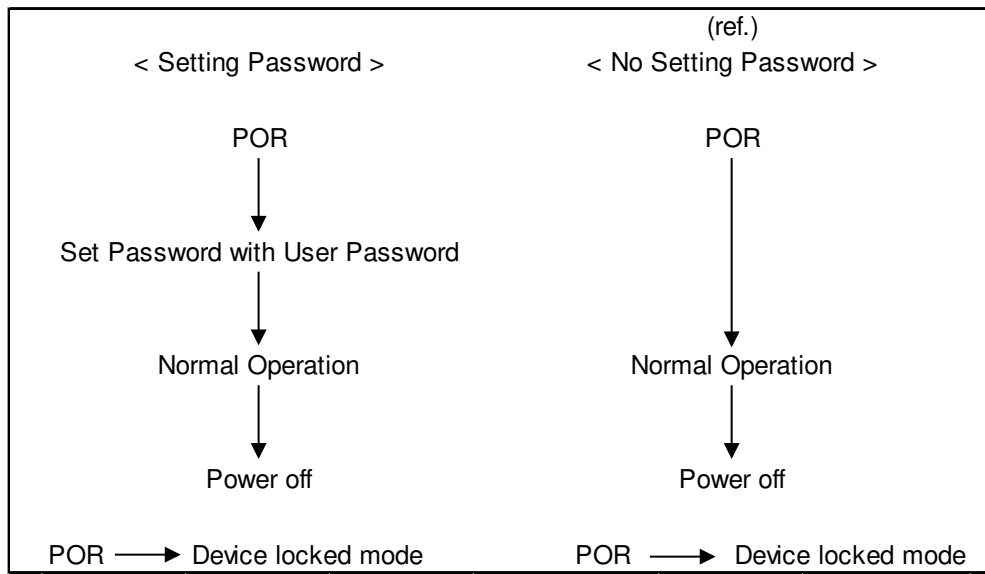 (ref.)
< Setting Password >
< No Setting Password >
POR
POR
Set Password with User Password
Normal Operation
Normal Operation
Power off
Power off
POR Device locked mode
POR Device locked mode